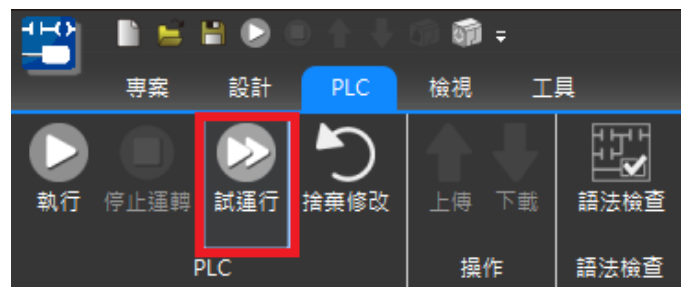 專案 設計 PLC 檢視 工具
執行 停止運轉 試運行 捨棄修改 上傳 下載 語法檢查
PLC 操作 語法檢查